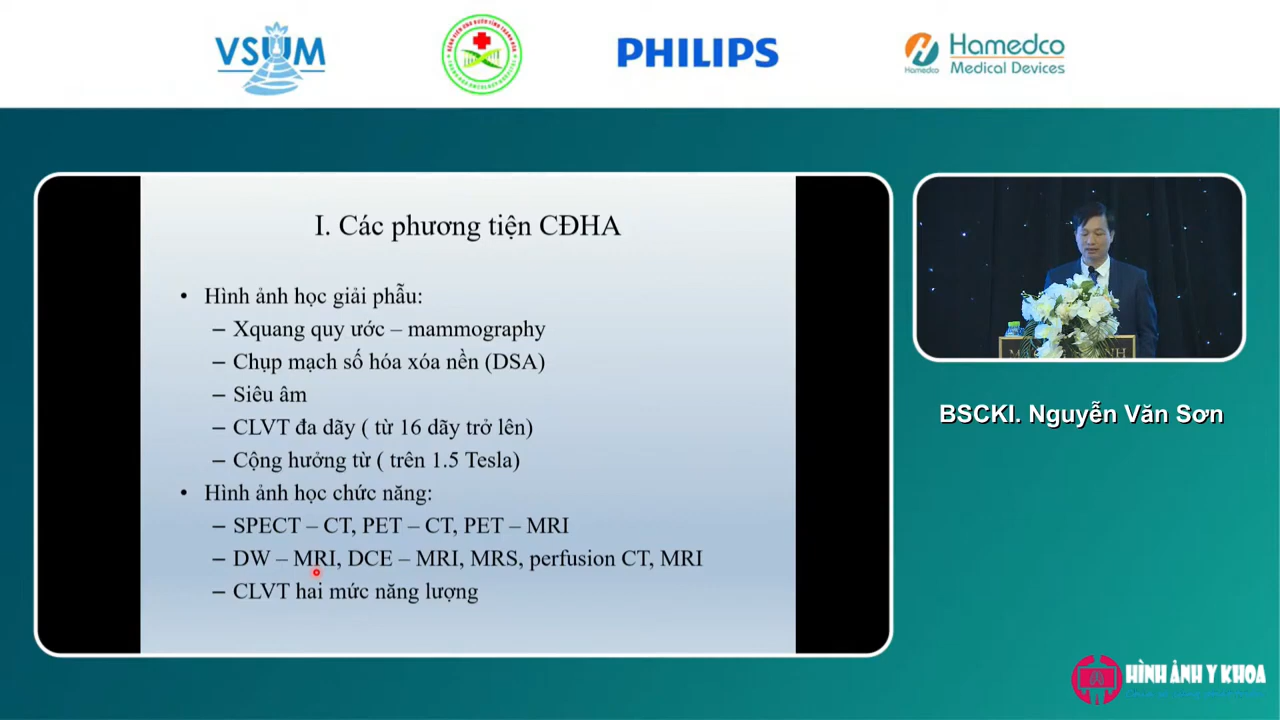 VSUM
PHILIPS
Hamedco
Hamedco
Medical Devices
I. Các phương tiện CĐHA
• Hình ảnh học giải phẫu:
– Xquang quy ước – mammography
– Chụp mạch số hóa xóa nền (DSA)
– Siêu âm
– CLVT đa dãy ( từ 16 dãy trở lên)
– Cộng hưởng từ ( trên 1.5 Tesla)
• Hình ảnh học chức năng:
– SPECT – CT, PET – CT, PET – MRI
– DW – MRI, DCE – MRI, MRS, perfusion CT, MRI
– CLVT hai mức năng lượng
BSCKI. Nguyễn Văn Sơn
HÌNH ẢNH Y KHOA